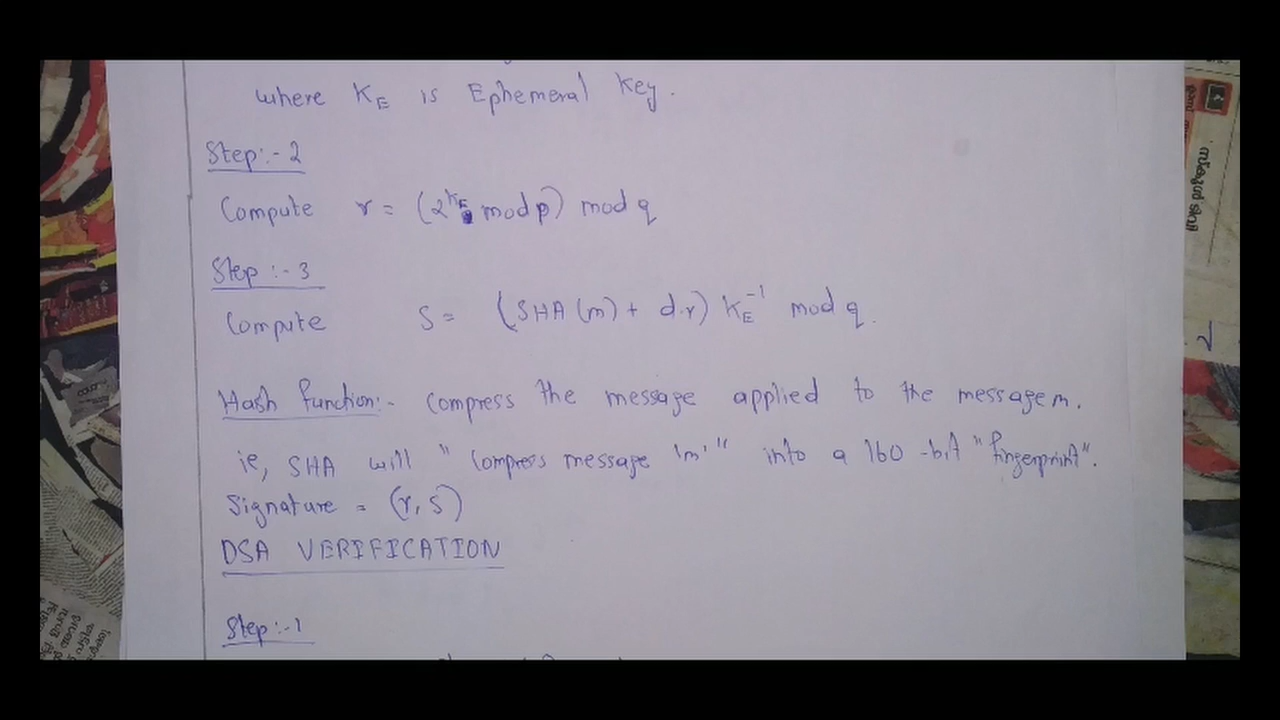 where K_E is Ephemeral Key.
Step:-2
Compute r = (2^{K_E} mod p) mod q
Step :-3
Compute S = (SHA (m) + d.r) K_E^{-1} mod q.
Hash function:- Compress the message applied to the message m.
ie, SHA will "Compress message 'm'" into a 160-bit "fingerprint".
Signature = (r, s)
DSA VERIFICATION
Step:-1